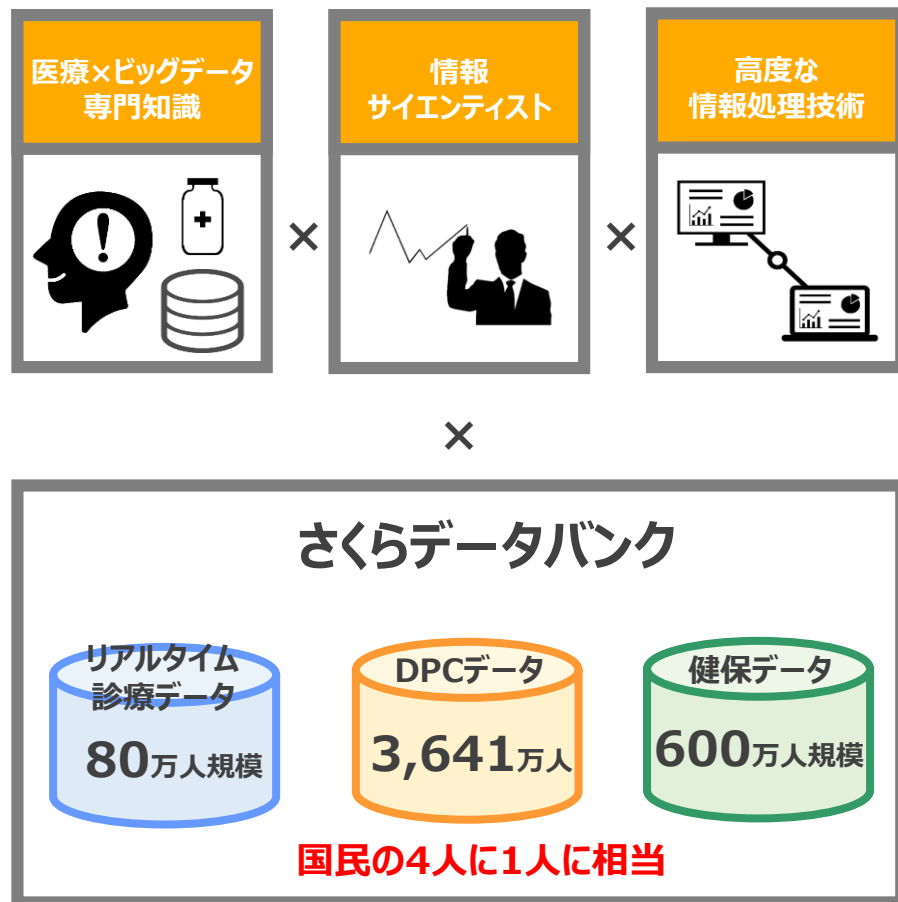 医療×ビッグデータ
専門知識
情報
サイエンティスト
高度な
情報処理技術
×
×
×
さくらデータバンク
リアルタイム
診療データ
80万人規模
DPCデータ
3,641万人
健保データ
600万人規模
国民の4人に1人に相当